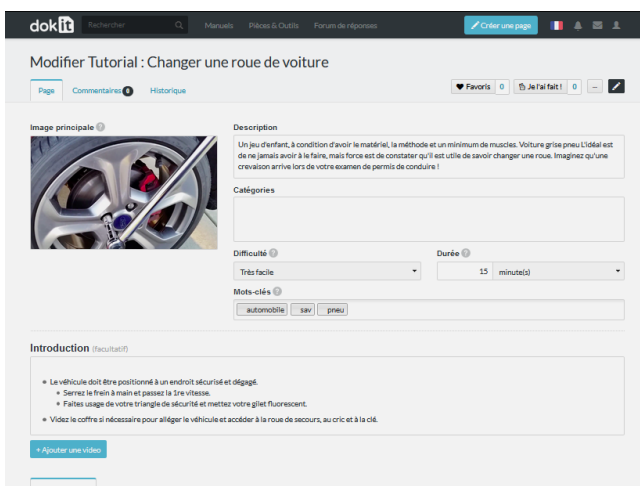 dokit Rechercher Manuels Pièces & Outils Forum de réponses Créer une page
Modifier Tutorial : Changer une roue de voiture
Page Commentaires 0 Historique Favoris 0 Je l'ai fait ! 0 ...
Image principale ?
Description
Un jeu d'enfant, à condition d'avoir le matériel, la méthode et un minimum de muscles. Voiture grise pneu L'idéal est
de ne jamais avoir à le faire, mais force est de constater qu'il est utile de savoir changer une roue. Imaginez qu'une
crevaison arrive lors de votre examen de permis de conduire !
Catégories
Difficulté ? Durée ?
Très facile 15 minute(s)
Mots-clés ?
automobile sav pneu
Introduction (facultatif)
Le véhicule doit être positionné à un endroit sécurisé et dégagé.
Serrez le frein à main et passez la 1re vitesse.
Faites usage de votre triangle de sécurité et mettez votre gilet fluorescent.
Videz le coffre si nécessaire pour alléger le véhicule et accéder à la roue de secours, au cric et à la clé.
+ Ajouter une video